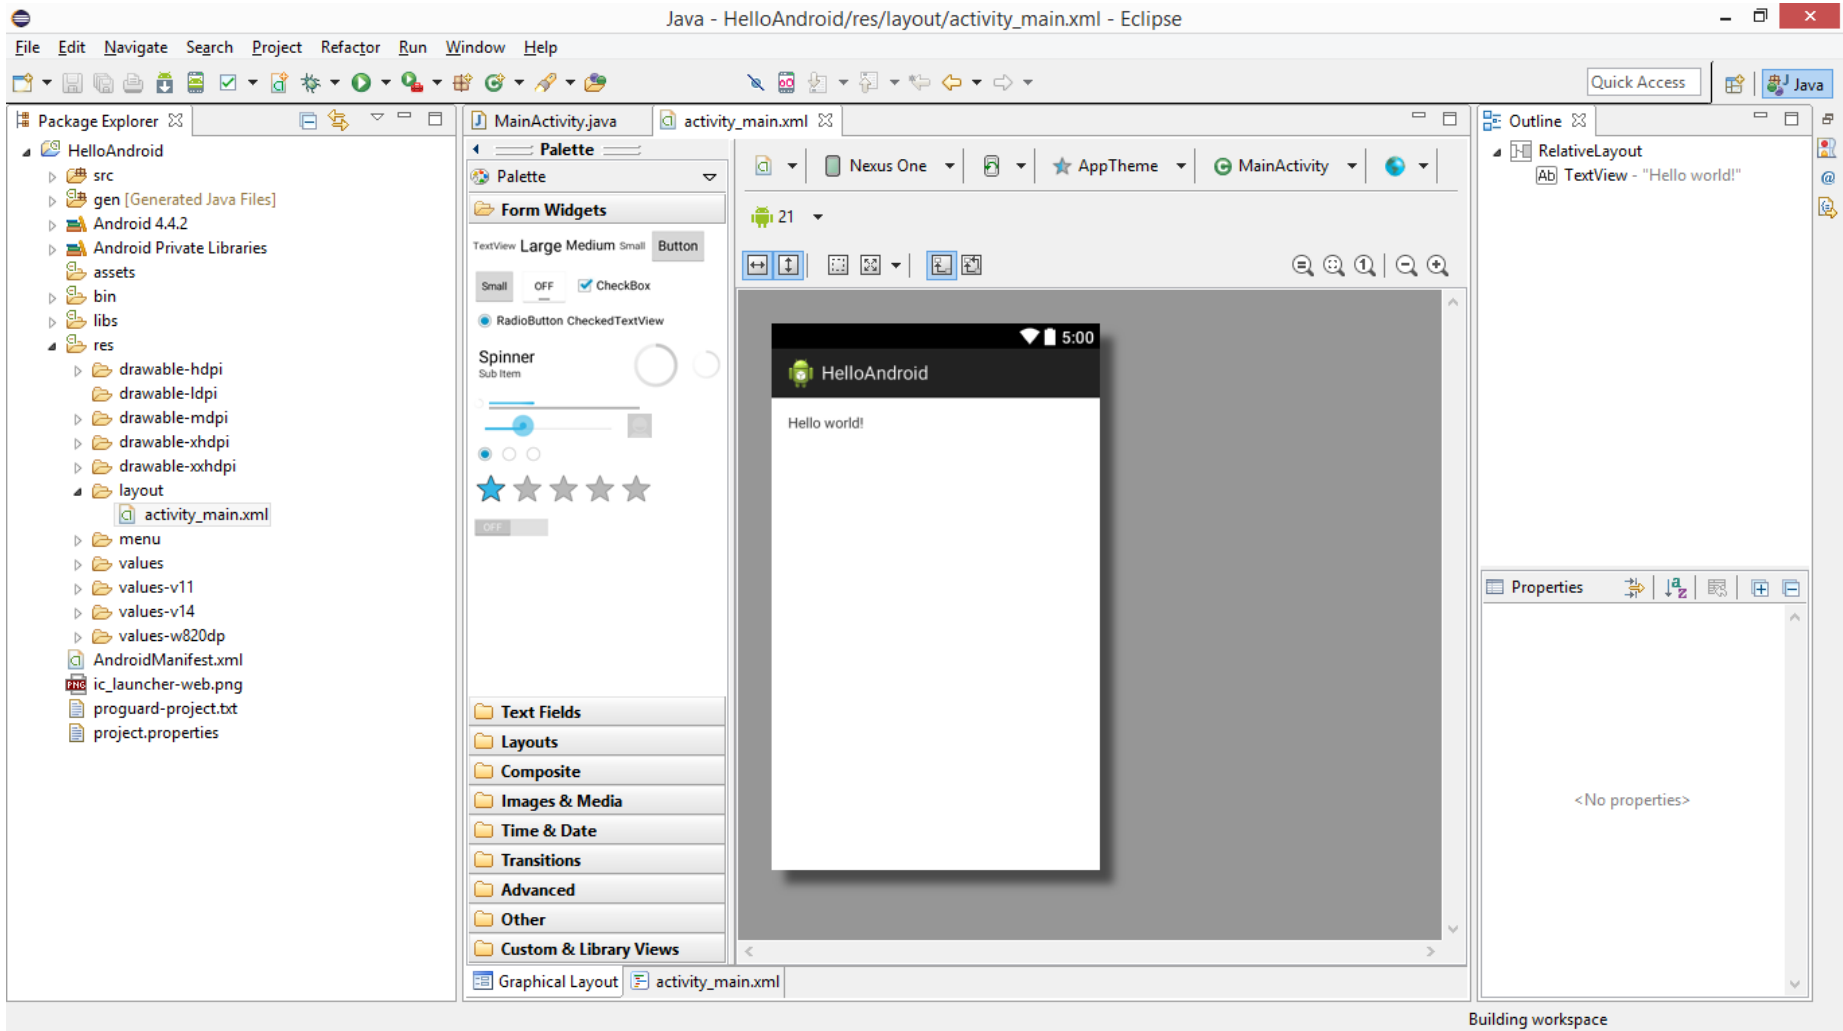 Java - HelloAndroid/res/layout/activity_main.xml - Eclipse
File Edit Navigate Search Project Refactor Run Window Help
Quick Access
Java
Package Explorer
HelloAndroid
src
gen [Generated Java Files]
Android 4.4.2
Android Private Libraries
assets
bin
libs
res
drawable-hdpi
drawable-ldpi
drawable-mdpi
drawable-xhdpi
drawable-xxhdpi
layout
activity_main.xml
menu
values
values-v11
values-v14
values-w820dp
AndroidManifest.xml
ic_launcher-web.png
proguard-project.txt
project.properties
MainActivity.java
activity_main.xml
Palette
Palette
Form Widgets
TextView Large Medium Small Button
Small OFF CheckBox
RadioButton CheckedTextView
Spinner
Sub Item
OFF
Text Fields
Layouts
Composite
Images & Media
Time & Date
Transitions
Advanced
Other
Custom & Library Views
Graphical Layout
activity_main.xml
Nexus One
AppTheme
MainActivity
21
5:00
HelloAndroid
Hello world!
Outline
RelativeLayout
Ab TextView - "Hello world!"
Properties
<No properties>
Building workspace